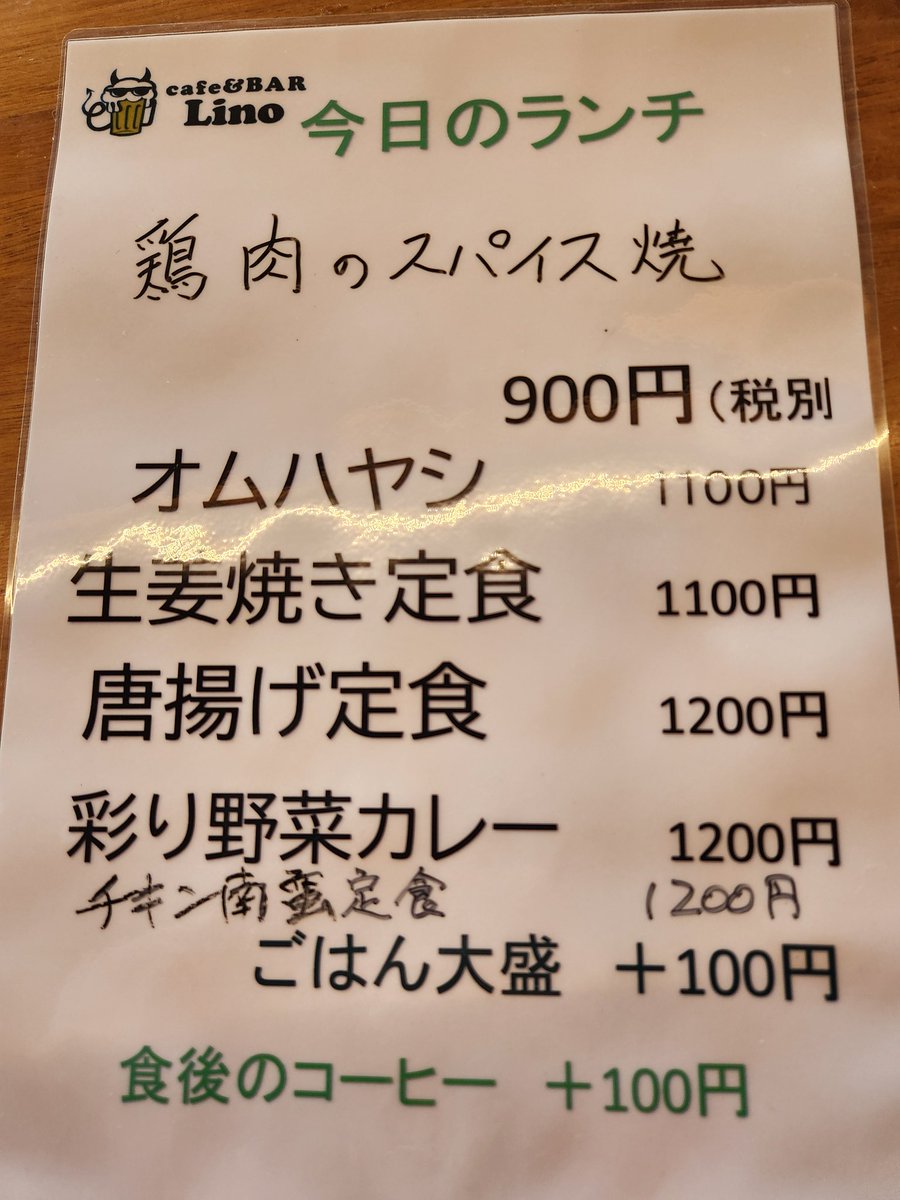 cafe&BAR
Lino
今日のランチ
鶏肉のスパイス焼
900円(税別
オムハヤシ 1100円
生姜焼き定食 1100円
唐揚げ定食 1200円
彩り野菜カレー 1200円
チキン南蛮定食 1200円
ごはん大盛 +100円
食後のコーヒー +100円